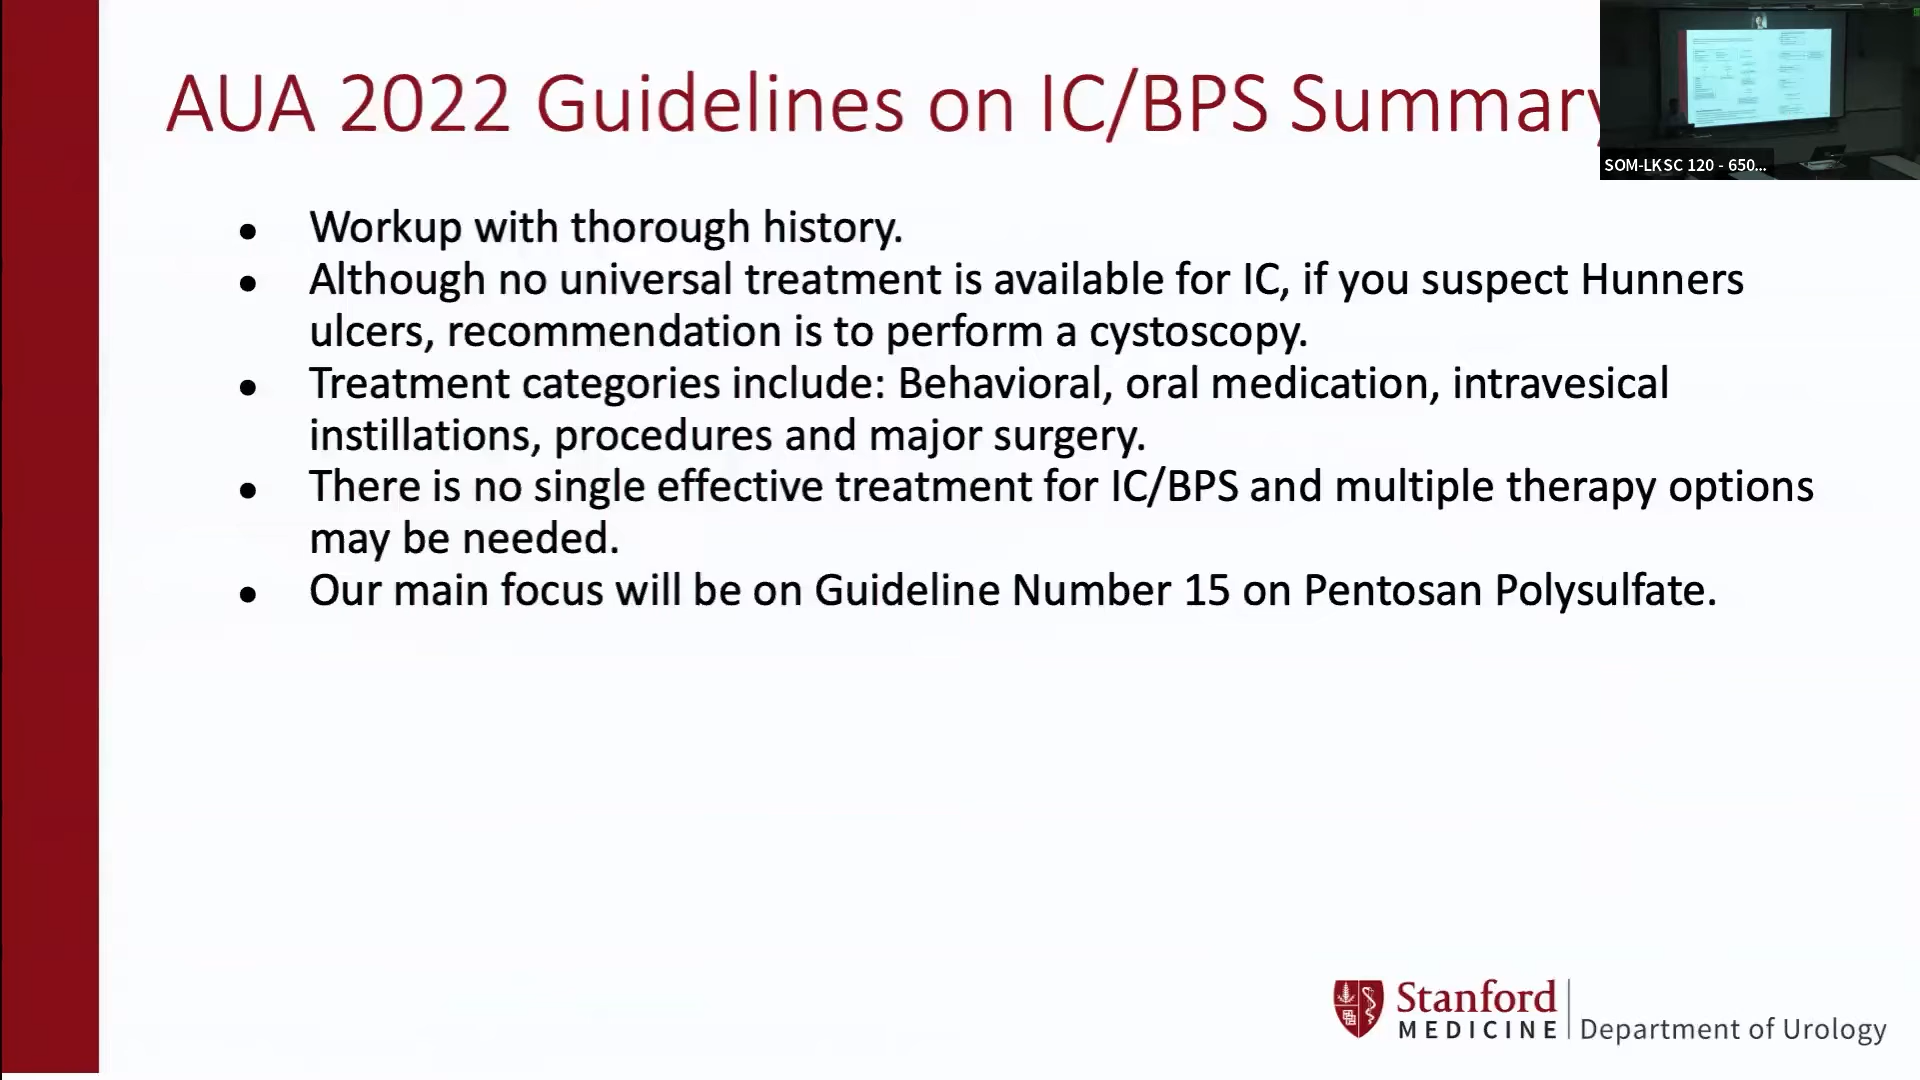 AUA 2022 Guidelines on IC/BPS Summary
SOM-LKSC 120 - 650...
• Workup with thorough history.
• Although no universal treatment is available for IC, if you suspect Hunners
ulcers, recommendation is to perform a cystoscopy.
• Treatment categories include: Behavioral, oral medication, intravesical
instillations, procedures and major surgery.
• There is no single effective treatment for IC/BPS and multiple therapy options
may be needed.
• Our main focus will be on Guideline Number 15 on Pentosan Polysulfate.
Stanford
MEDICINE
Department of Urology